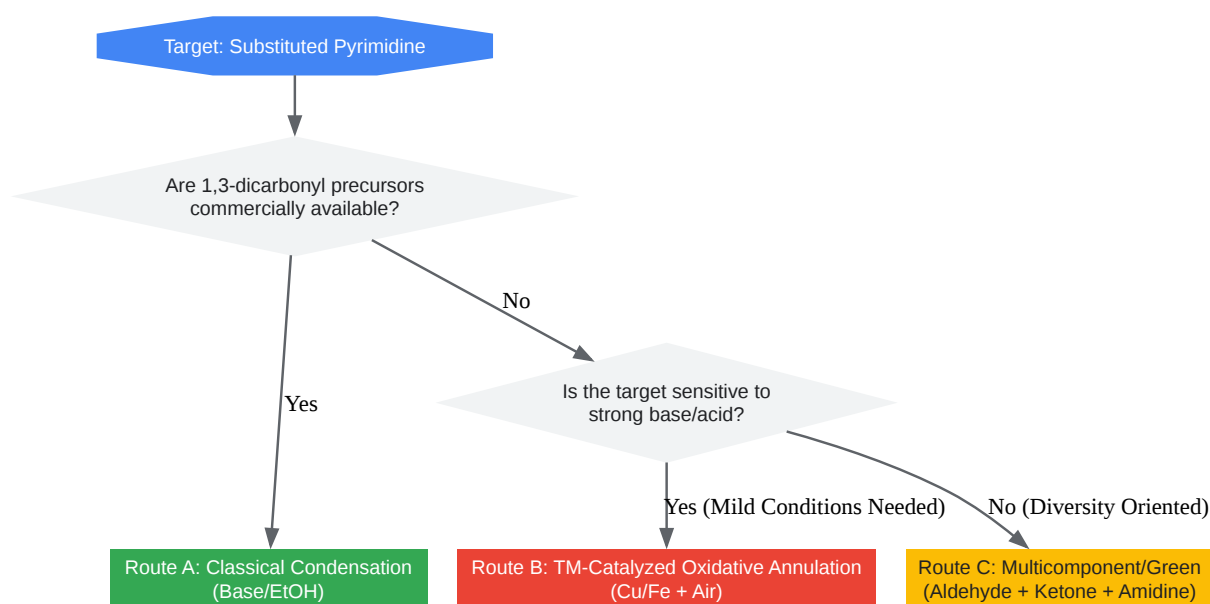 Target: Substituted Pyrimidine
Are 1,3-dicarbonyl precursors
commercially available?
No
Is the target sensitive to
strong base/acid?
Yes
Yes (Mild Conditions Needed)
No (Diversity Oriented)
Route A: Classical Condensation
(Base/EtOH)
Route B: TM-Catalyzed Oxidative Annulation
(Cu/Fe + Air)
Route C: Multicomponent/Green
(Aldehyde + Ketone + Amidine)